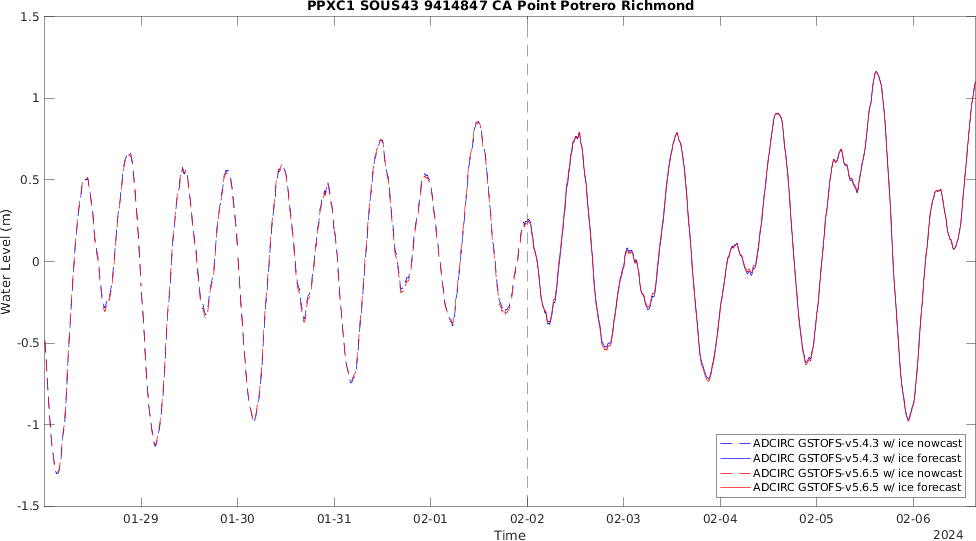 PPXC1 SOUS43 9414847 CA Point Potrero Richmond
1.5
1
0.5
0
-0.5
-1
-1.5
Water Level (m)
01-29 01-30 01-31 02-01 02-02 02-03 02-04 02-05 02-06
Time
2024
ADCIRC GSTOFS-v5.4.3 w/ ice nowcast
ADCIRC GSTOFS-v5.4.3 w/ ice forecast
ADCIRC GSTOFS-v5.6.5 w/ ice nowcast
ADCIRC GSTOFS-v5.6.5 w/ ice forecast